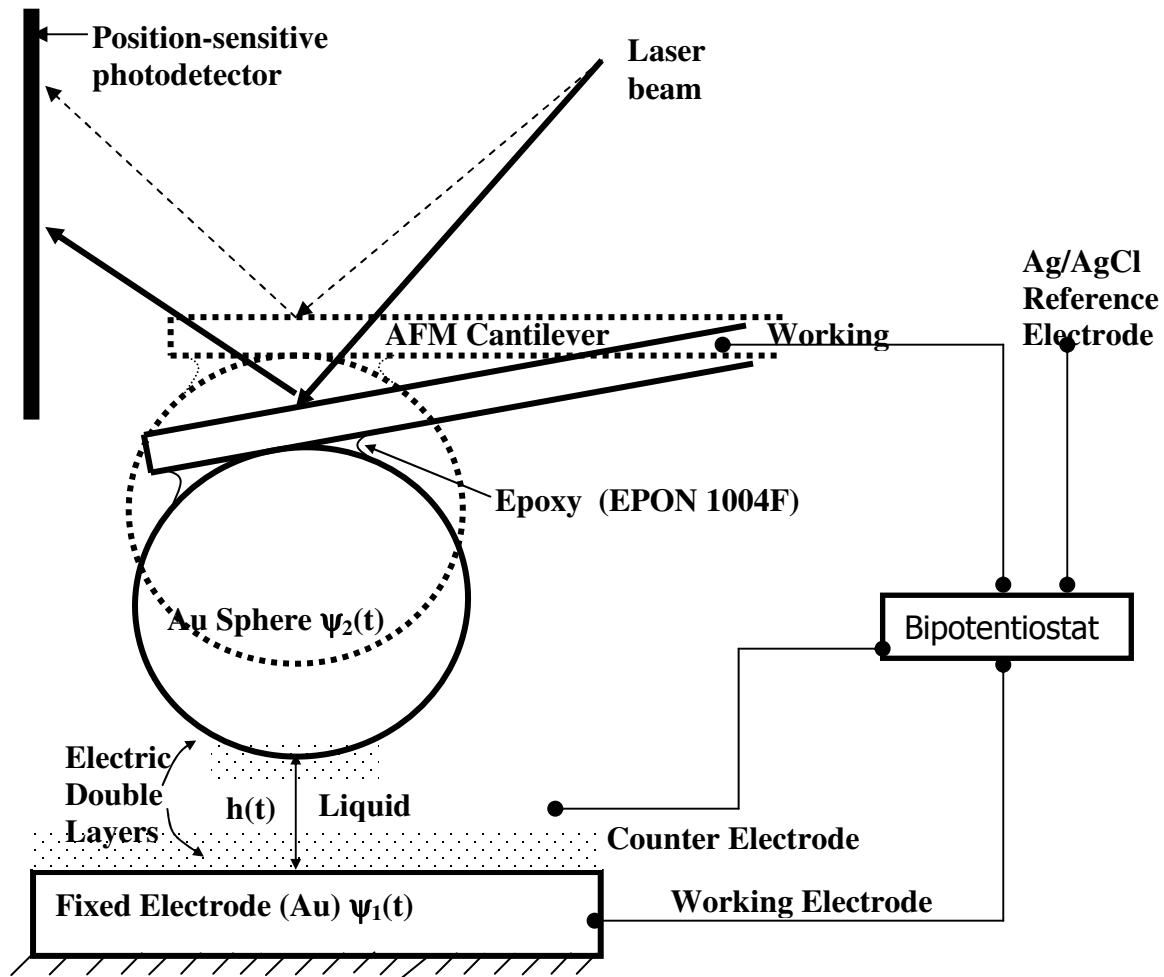 Position-sensitive
photodetector
Laser
beam
Ag/AgCl
Reference
Electrode
AFM Cantilever
Working
Epoxy (EPON 1004F)
Au Sphere ψ₂(t)
Bipotentiostat
Electric
Double
Layers
h(t)
Liquid
Counter Electrode
Fixed Electrode (Au) ψ₁(t)
Working Electrode